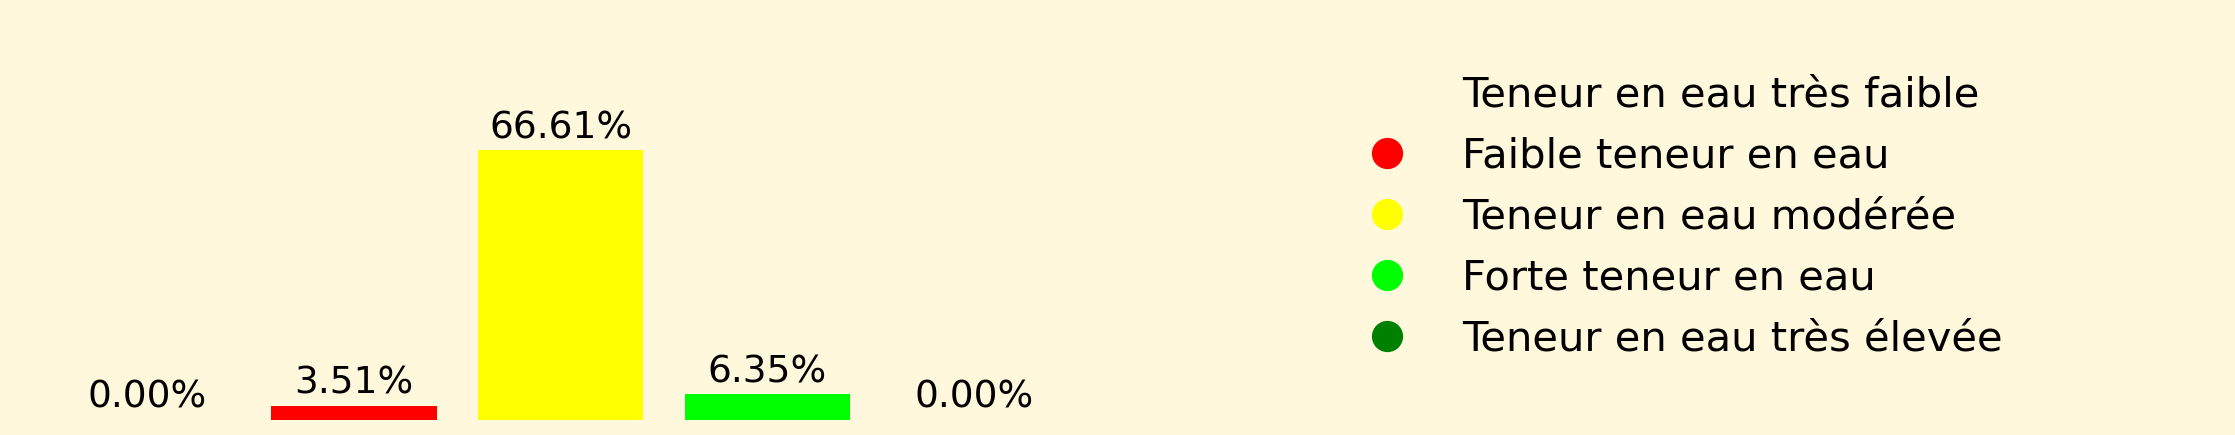 66.61%
3.51%
6.35%
0.00%
0.00%
Teneur en eau très faible
Faible teneur en eau
Teneur en eau modérée
Forte teneur en eau
Teneur en eau très élevée